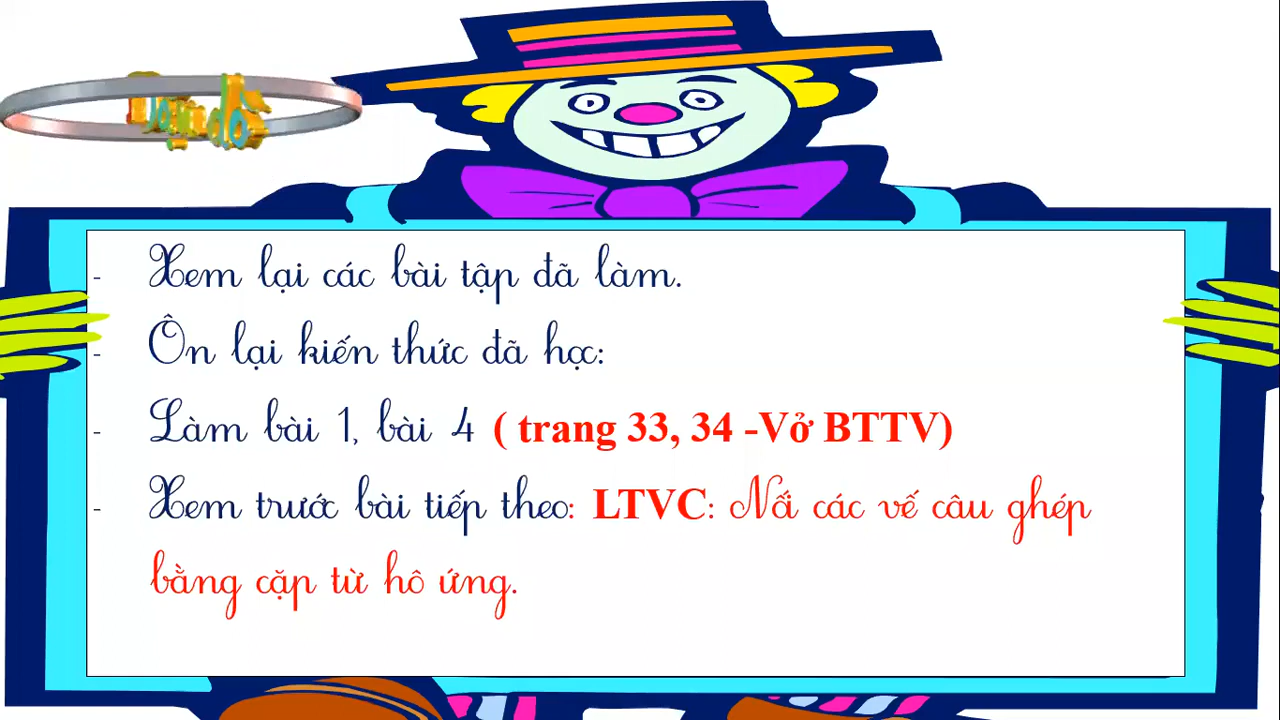 - Xem lại các bài tập đã làm.
- Ôn lại kiến thức đã học:
- Làm bài 1, bài 4 ( trang 33, 34 -Vở BTTV)
- Xem trước bài tiếp theo: LTVC: Nối các vế câu ghép
bằng cặp từ hô ứng.